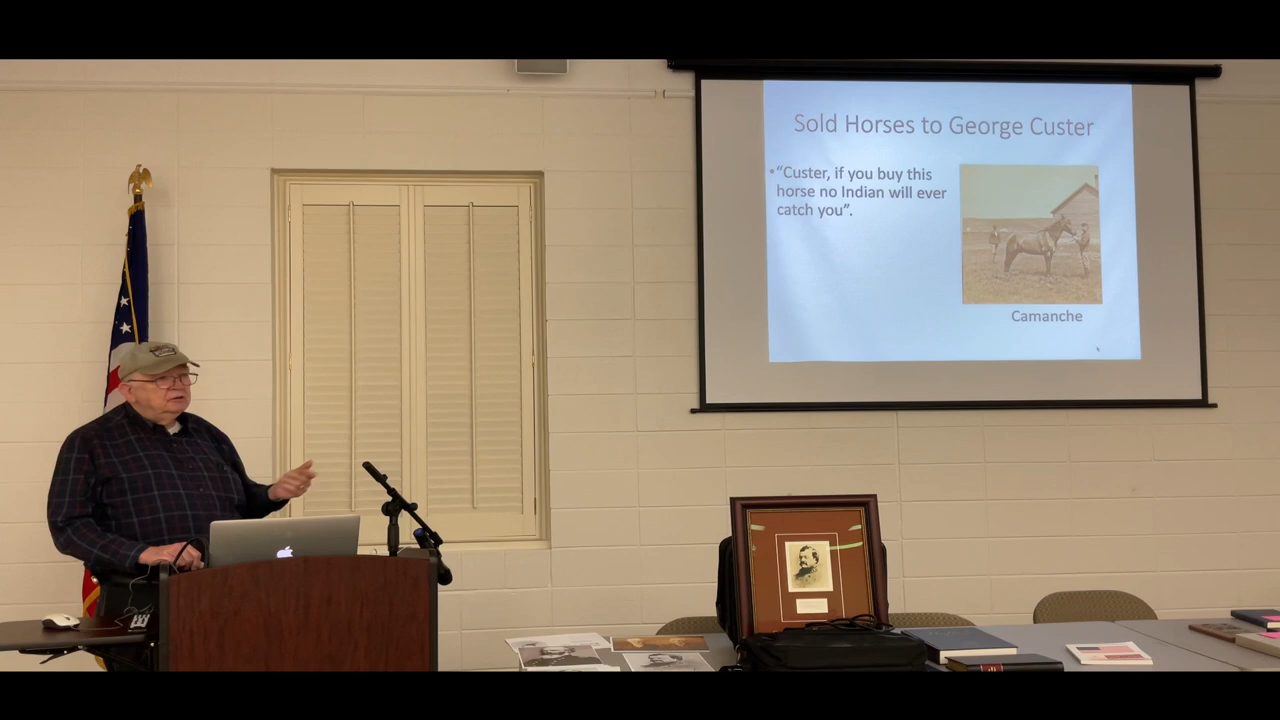 Sold Horses to George Custer
•"Custer, if you buy this
horse no Indian will ever
catch you".
Camanche